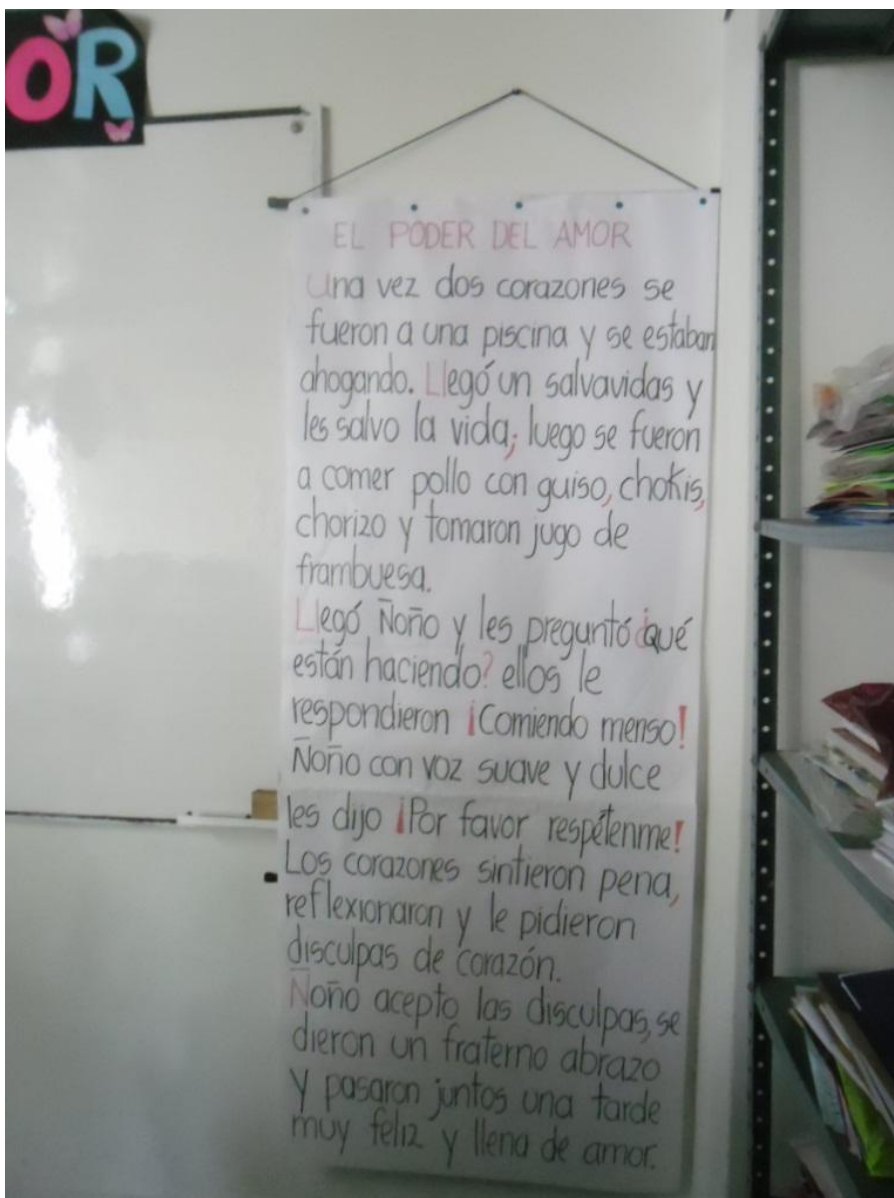 OR
EL PODER DEL AMOR
Una vez dos corazones se
fueron a una piscina y se estaban
ahogando. Llegó un salvavidas y
les salvo la vida; luego se fueron
a comer pollo con guiso, chokis,
chorizo y tomaron jugo de
frambuesa.
Llegó Ñoño y les preguntó ¿qué
están haciendo? ellos le
respondieron ¡Comiendo menso!
Ñoño con voz suave y dulce
les dijo ¡Por favor respétenme!
Los corazones sintieron pena,
reflexionaron y le pidieron
disculpas de corazón.
Ñoño acepto las disculpas, se
dieron un fraterno abrazo
y pasaron juntos una tarde
muy feliz y llena de amor.